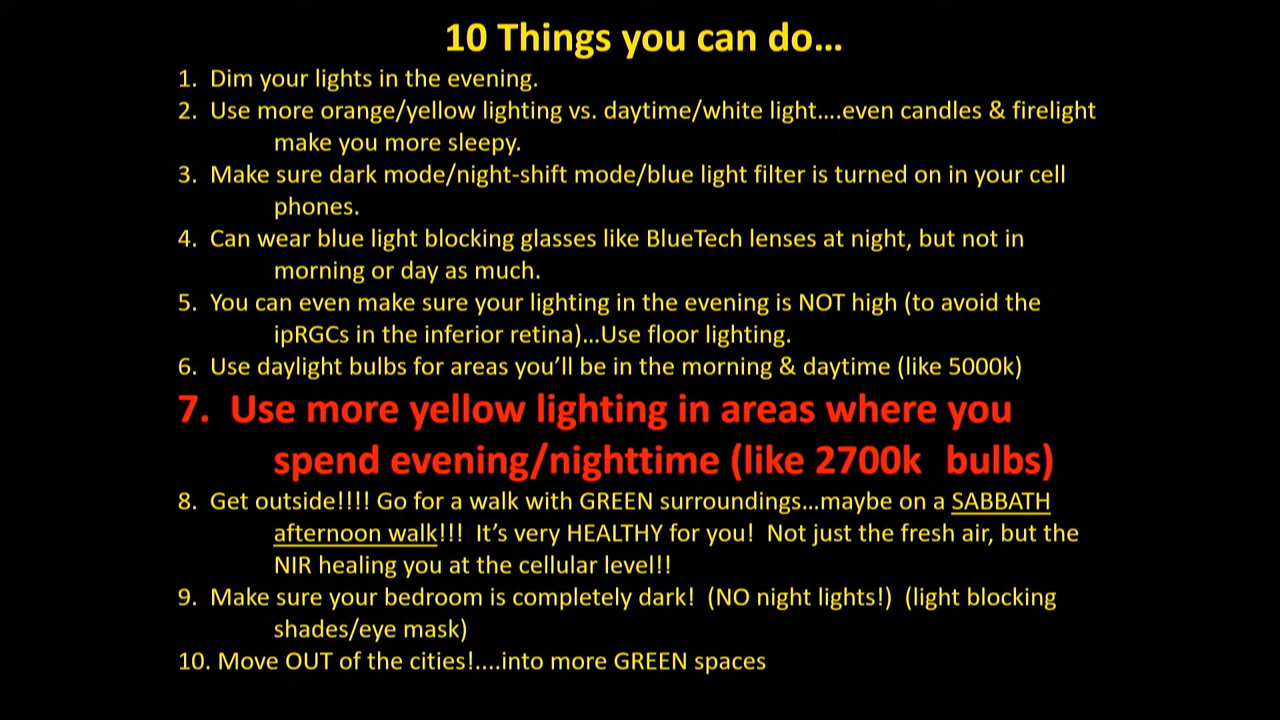 10 Things you can do...
1. Dim your lights in the evening.
2. Use more orange/yellow lighting vs. daytime/white light....even candles & firelight
make you more sleepy.
3. Make sure dark mode/night-shift mode/blue light filter is turned on in your cell
phones.
4. Can wear blue light blocking glasses like BlueTech lenses at night, but not in
morning or day as much.
5. You can even make sure your lighting in the evening is NOT high (to avoid the
ipRGCs in the inferior retina)...Use floor lighting.
6. Use daylight bulbs for areas you'll be in the morning & daytime (like 5000k)
7. Use more yellow lighting in areas where you
spend evening/nighttime (like 2700k bulbs)
8. Get outside!!!! Go for a walk with GREEN surroundings...maybe on a SABBATH
afternoon walk!!! It's very HEALTHY for you! Not just the fresh air, but the
NIR healing you at the cellular level!!
9. Make sure your bedroom is completely dark! (NO night lights!) (light blocking
shades/eye mask)
10. Move OUT of the cities!....into more GREEN spaces